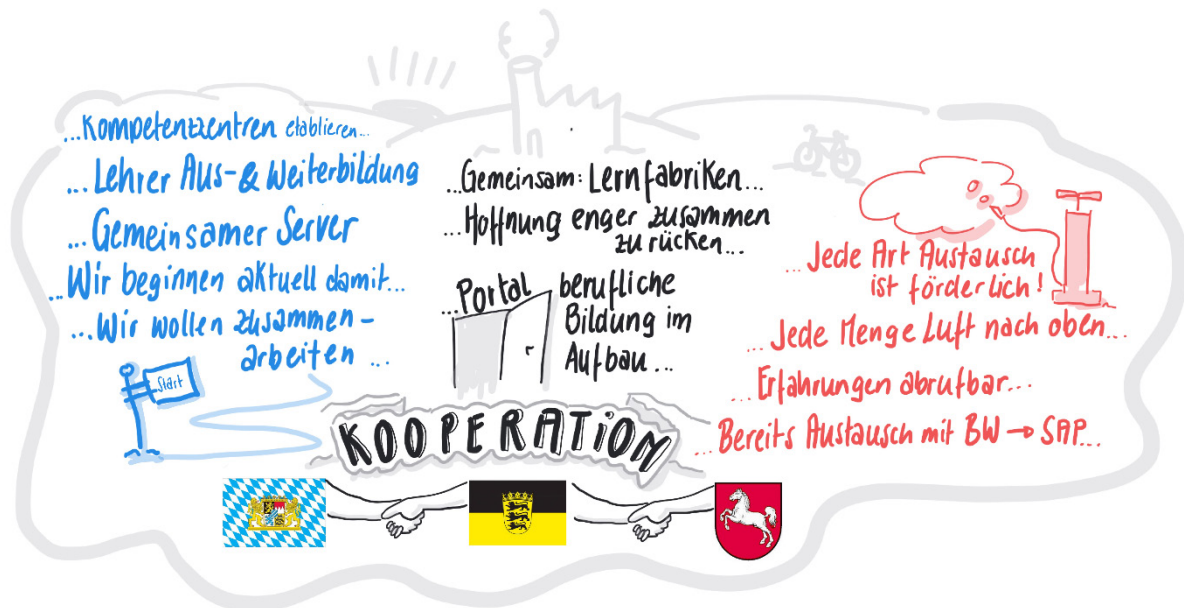 ...Kompetenzzentren etablieren...
...Lehrer Aus- & Weiterbildung
...Gemeinsamer Server
...Wir beginnen aktuell damit...
...Wir wollen zusammen-
arbeiten...
Start
...Gemeinsam: Lernfabriken...
...Hoffnung enger zusammen
zu rücken...
...Portal berufliche
Bildung im
Aufbau...
...Jede Art Austausch
ist förderlich!
...Jede Menge Luft nach oben...
...Erfahrungen abrufbar...
...Bereits Austausch mit BW → SAP...
KOOPERATION